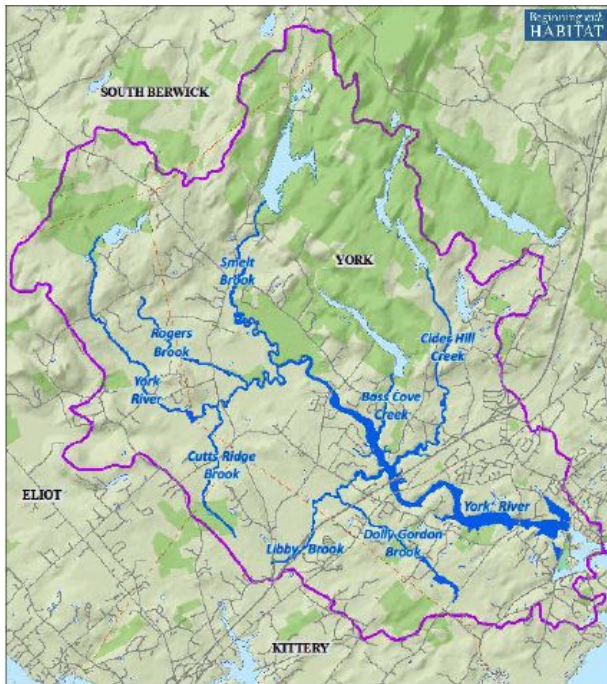 Beginning with
HABITAT
SOUTH BERWICK
Smelt
Brook
YORK
Rogers
Brook
Cider Hill
Creek
York
River
Bass Cove
Creek
Cutts Ridge
Brook
ELIOT
York River
Libby Brook
Dolly Gordon
Brook
KITTERY